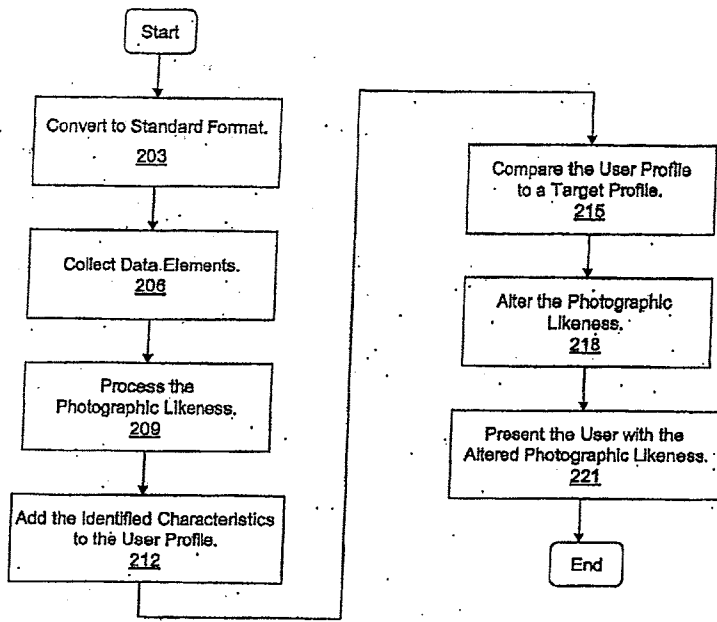 Start
Convert to Standard Format.
203
Collect Data Elements.
206
Process the
Photographic Likeness.
209
Add the Identified Characteristics
to the User Profile.
212
Compare the User Profile
to a Target Profile.
215
Alter the Photographic
Likeness.
218
Present the User with the
Altered Photographic Likeness.
221
End